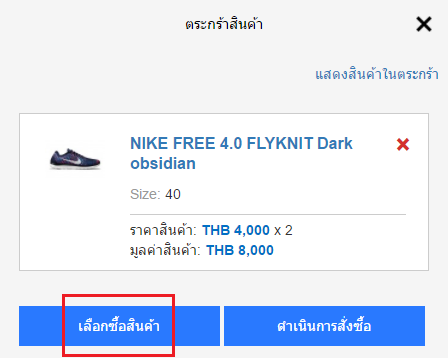 ตระกร้าสินค้า
แสดงสินค้าในตระกร้า
NIKE FREE 4.0 FLYKNIT Dark
obsidian
Size: 40
ราคาสินค้า: THB 4,000 x 2
มูลค่าสินค้า: THB 8,000
เลือกซื้อสินค้า
ดำเนินการสั่งซื้อ